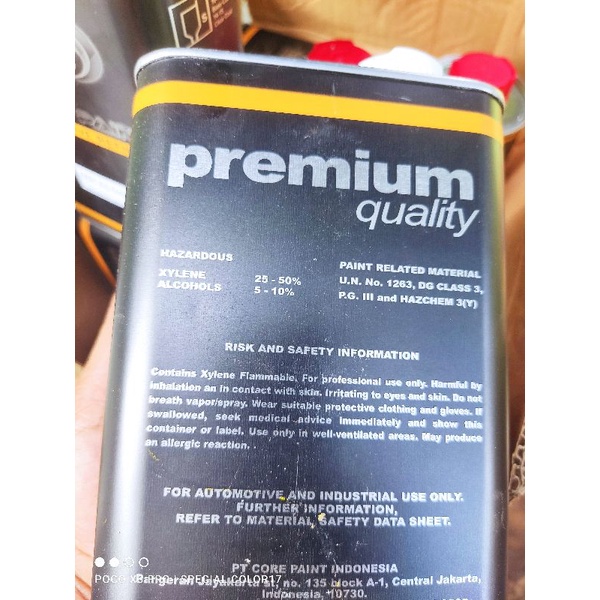 premium
quality
HAZARDOUS
XYLENE 25 - 50%
ALCOHOLS 5 - 10%
PAINT RELATED MATERIAL
U.N. No. 1263, DG CLASS 3,
P.G. III and HAZCHEM 3(Y)
RISK AND SAFETY INFORMATION
Contains Xylene Flammable. For professional use only. Harmful by
inhalation an in contact with skin. Irritating to eyes and skin. Do not
breath vapor/spray. Wear suitable protective clothing and gloves. If
swallowed, seek medical advice immediately and show this
container or label. Use only in well-ventilated areas. May produce
an allergic reaction.
FOR AUTOMOTIVE AND INDUSTRIAL USE ONLY.
FURTHER INFORMATION,
REFER TO MATERIAL SAFETY DATA SHEET.
PT CORE PAINT INDONESIA
Pangeran Jayakarta st, no. 135 block A-1, Central Jakarta,
Indonesia, 10730.